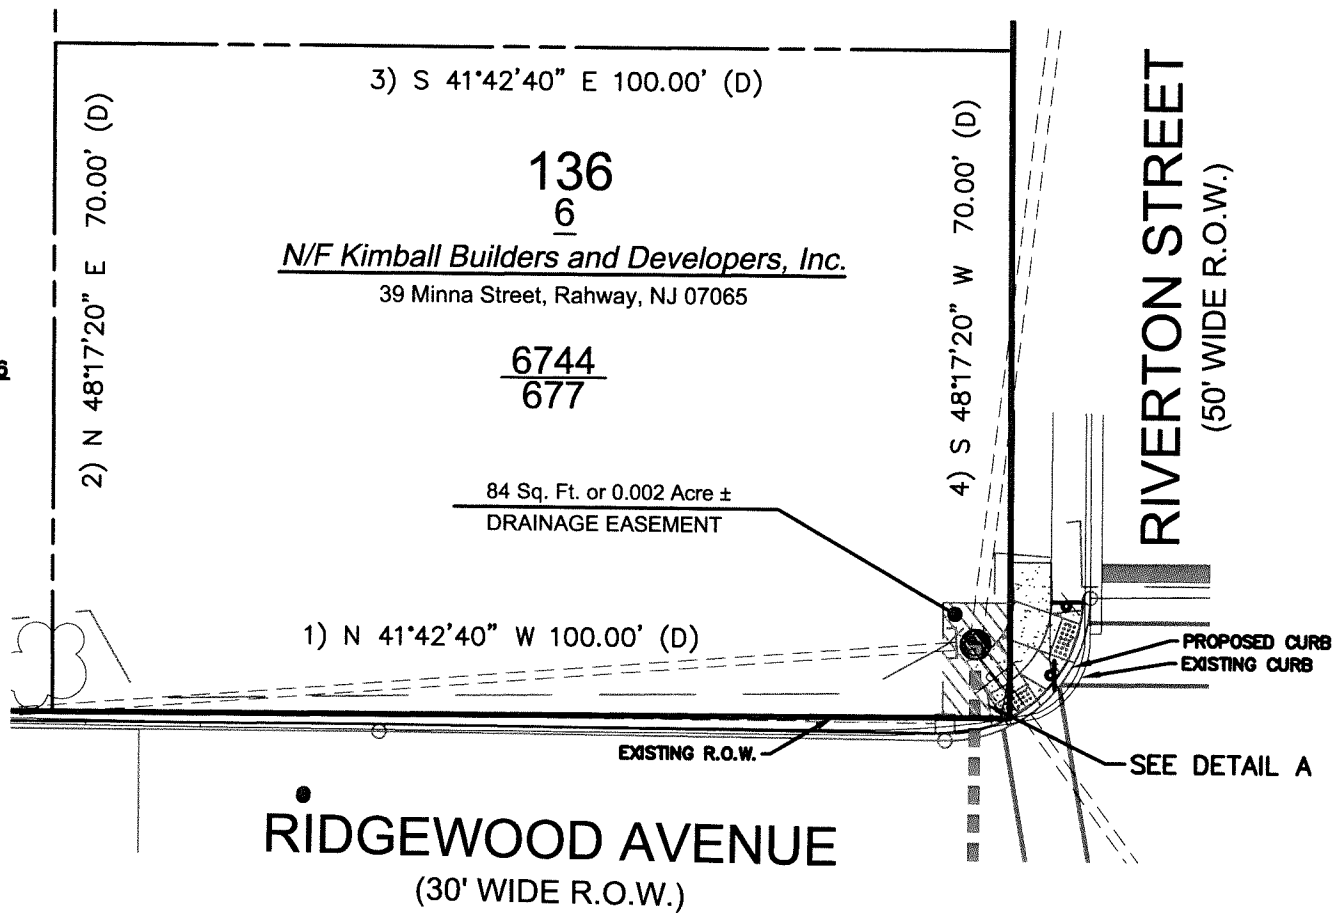 3) S 41°42'40" E 100.00' (D)
2) N 48°17'20" E 70.00' (D)
4) S 48°17'20" W 70.00' (D)
136
6
N/F Kimball Builders and Developers, Inc.
39 Minna Street, Rahway, NJ 07065
6744
677
84 Sq. Ft. or 0.002 Acre ±
DRAINAGE EASEMENT
1) N 41°42'40" W 100.00' (D)
RIVERTON STREET
(50' WIDE R.O.W.)
PROPOSED CURB
EXISTING CURB
EXISTING R.O.W.
SEE DETAIL A
RIDGEWOOD AVENUE
(30' WIDE R.O.W.)